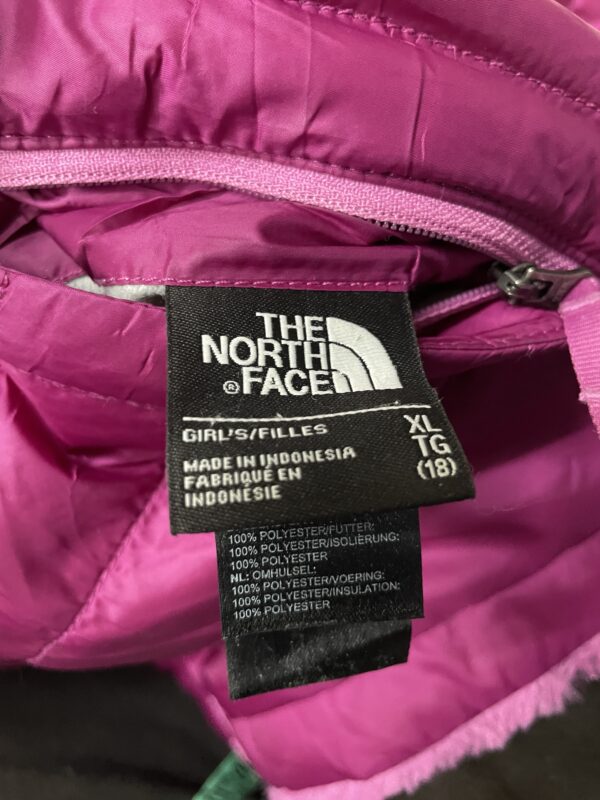 THE
NORTH
FACE
®
GIRL'S/FILLES
XL
TG
(18)
MADE IN INDONESIA
FABRIQUÉ EN
INDONÉSIE
100% POLYESTER/FUTTER:
100% POLYESTER/ISOLIERUNG:
100% POLYESTER
NL: OMHULSEL:
100% POLYESTER/VOERING:
100% POLYESTER/INSULATION:
100% POLYESTER